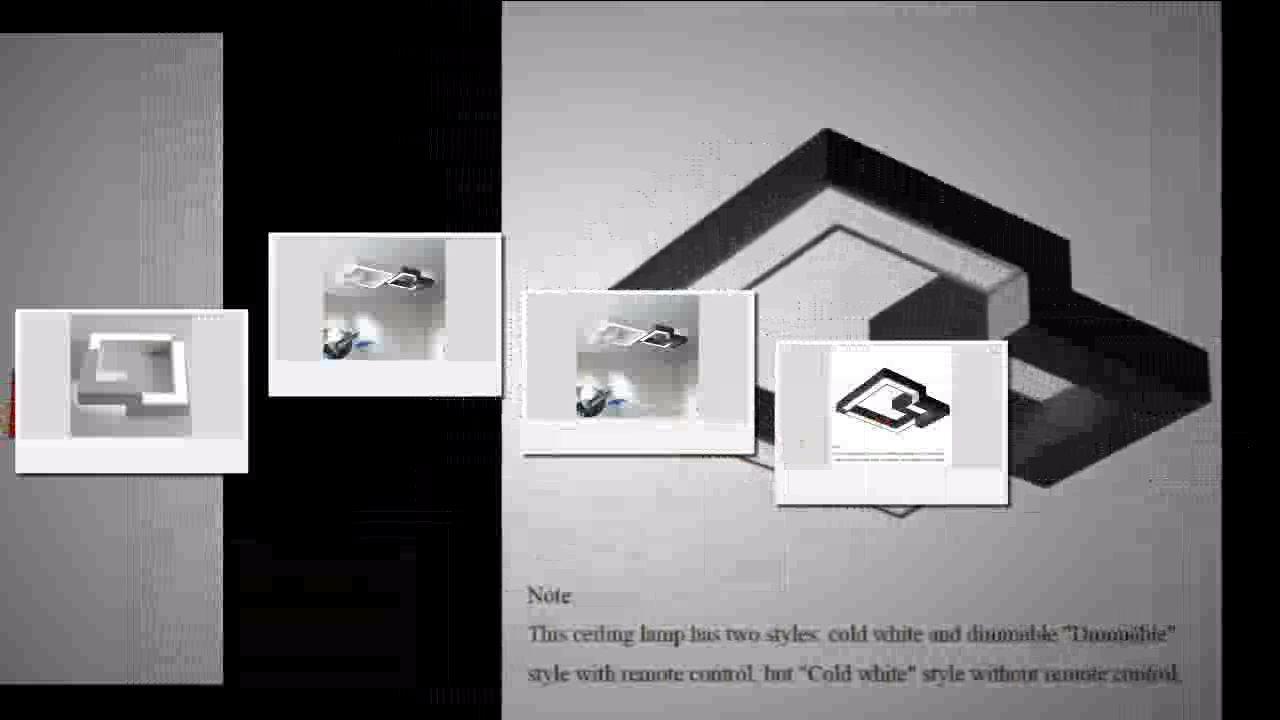 Note
This ceiling lamp has two styles: cold white and dimmable "Dimmable"
style with remote control, but "Cold white" style without remote control,